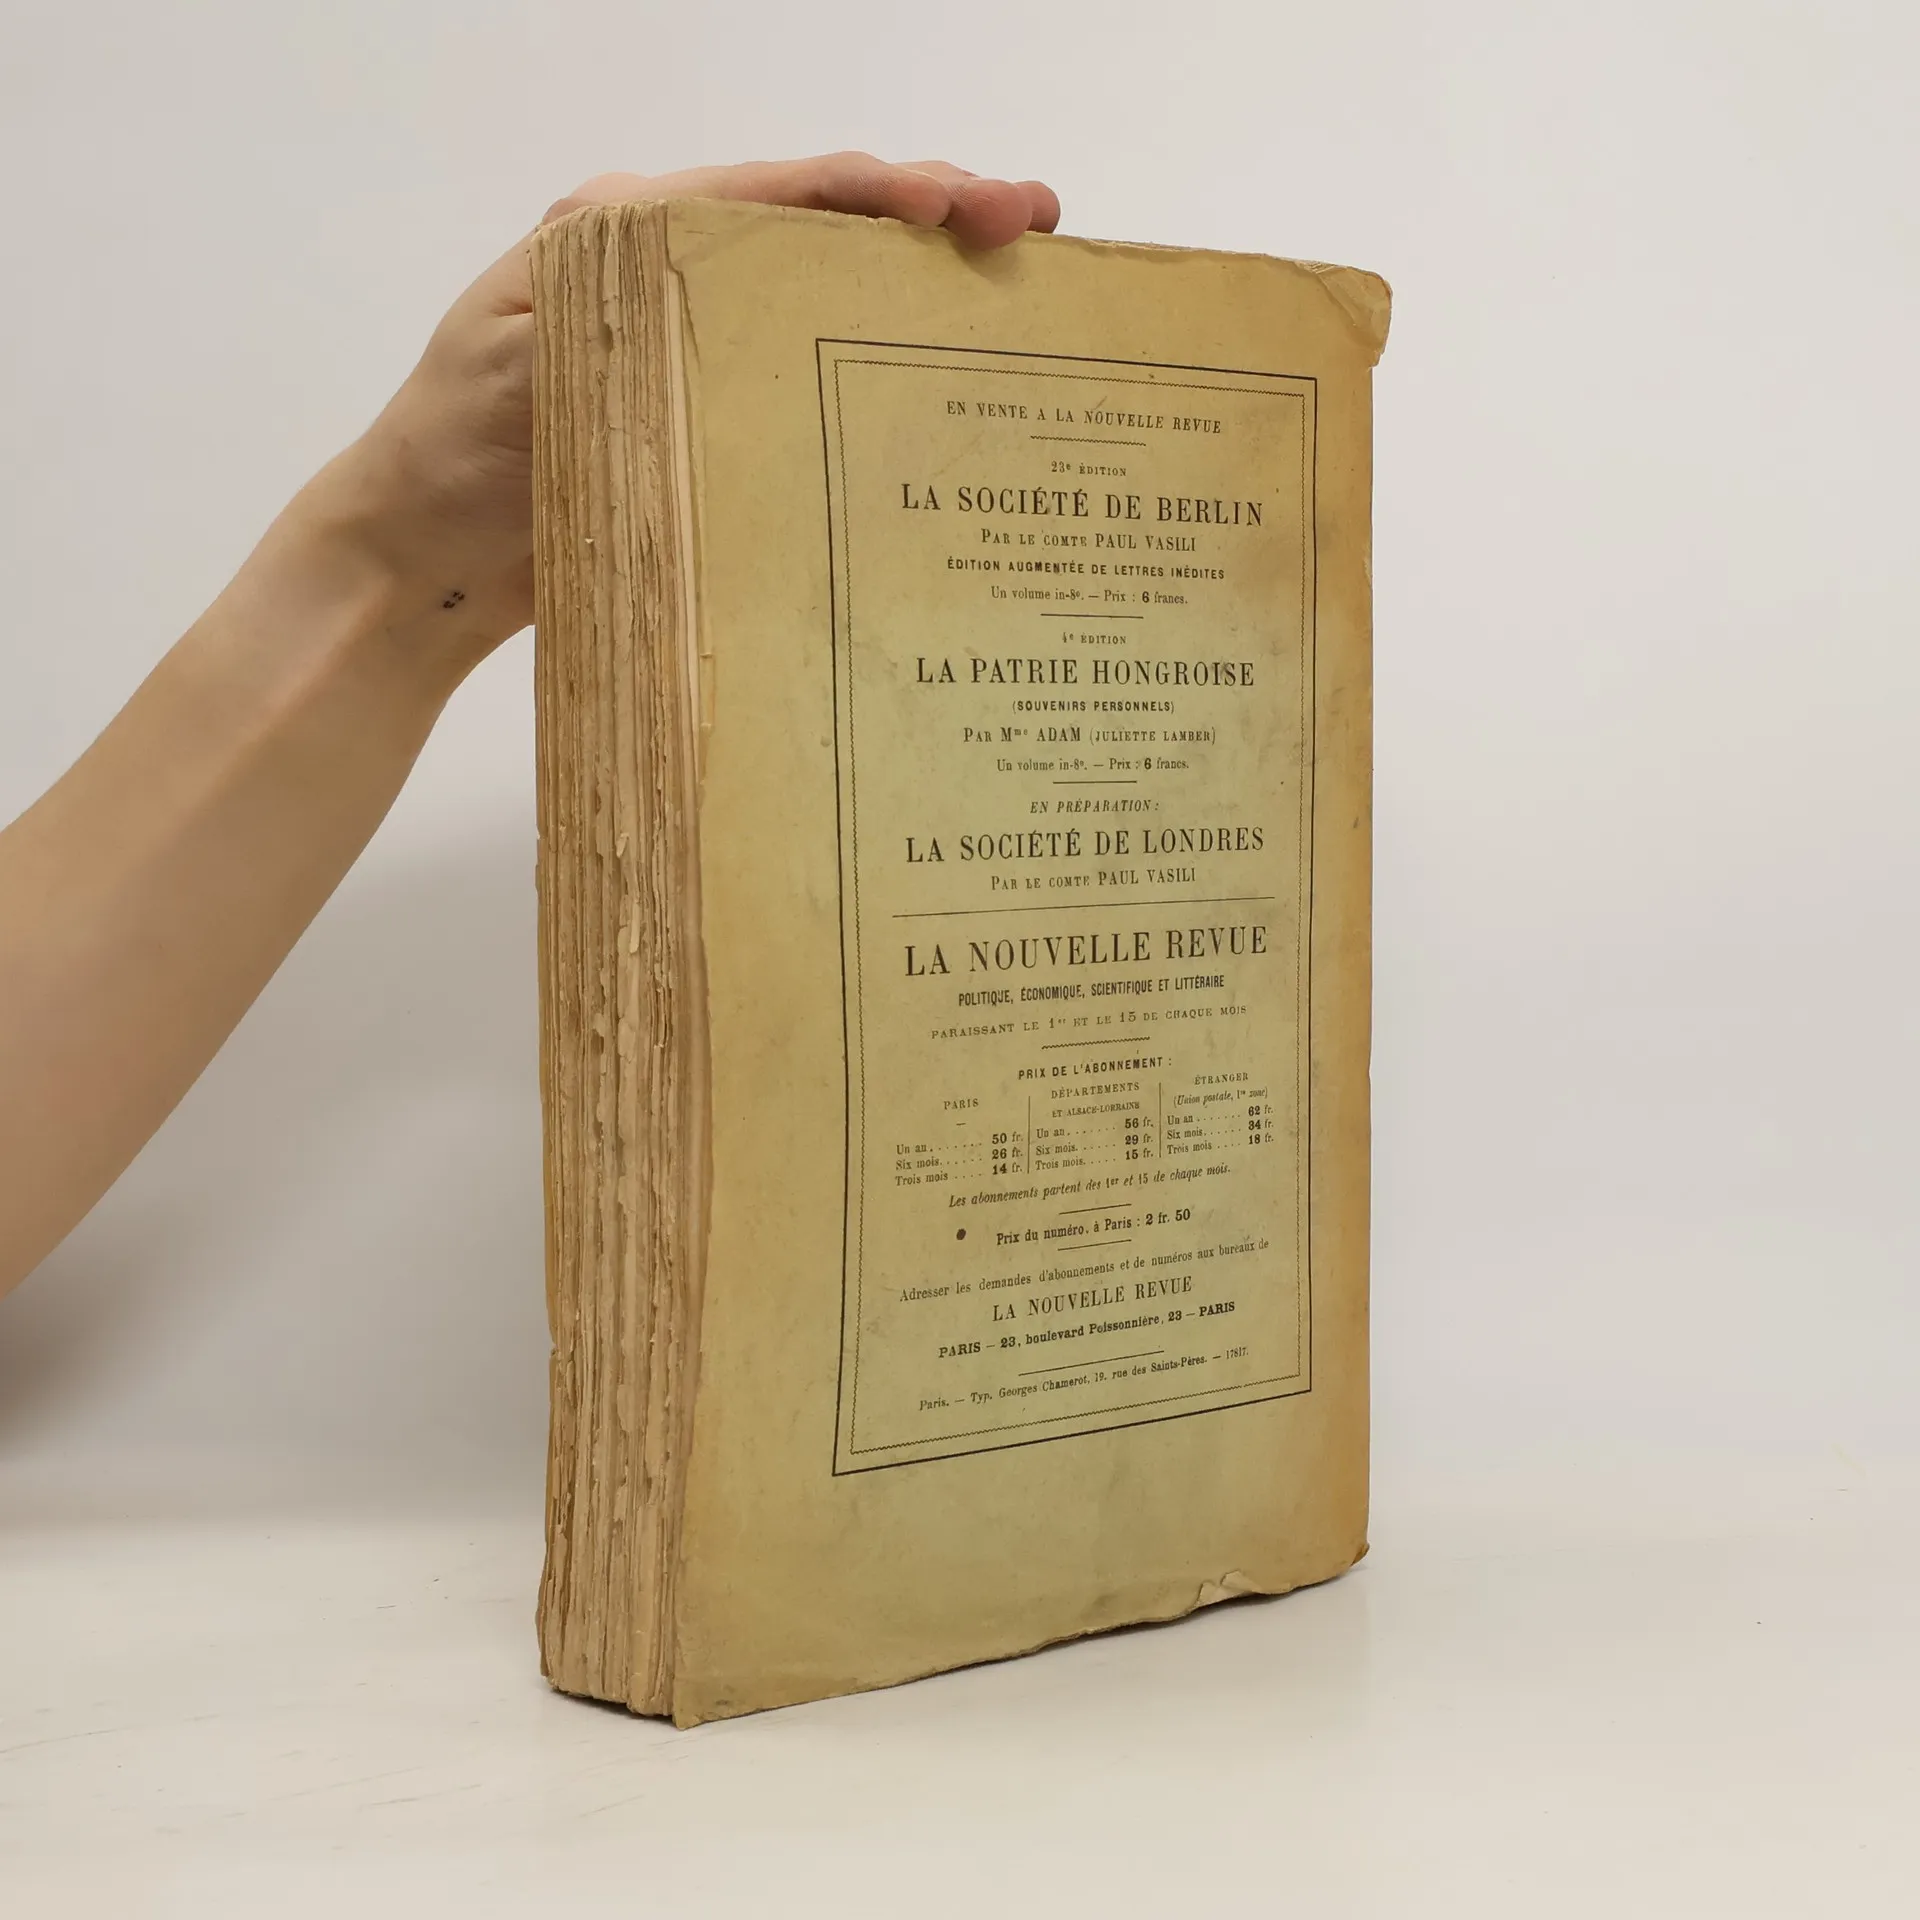 EN VENTE A LA NOUVELLE REVUE
23e ÉDITION
LA SOCIÉTÉ DE BERLIN
PAR LE COMTE PAUL VASILI
ÉDITION AUGMENTÉE DE LETTRES INÉDITES
Un volume in-8º. — Prix : 6 francs.
4e ÉDITION
LA PATRIE HONGROISE
(SOUVENIRS PERSONNELS)
PAR Mme ADAM (JULIETTE LAMBER)
Un volume in-8º. — Prix : 6 francs.
EN PRÉPARATION :
LA SOCIÉTÉ DE LONDRES
PAR LE COMTE PAUL VASILI
LA NOUVELLE REVUE
POLITIQUE, ÉCONOMIQUE, SCIENTIFIQUE ET LITTÉRAIRE
PARAISSANT LE 1er ET LE 15 DE CHAQUE MOIS
PRIX DE L'ABONNEMENT :
PARIS
Un an . . . . . . . 50 fr.
Six mois. . . . . . 26 fr.
Trois mois . . . . 14 fr.
DÉPARTEMENTS
ET ALSACE-LORRAINE
Un an. . . . . . . 56 fr.
Six mois. . . . . . 29 fr.
Trois mois. . . . . 15 fr.
ÉTRANGER
(Union postale, 1re zone)
Un an . . . . . . . 62 fr.
Six mois. . . . . . 34 fr.
Trois mois . . . . 18 fr.
Les abonnements partent des 1er et 15 de chaque mois.
Prix du numéro, à Paris : 2 fr. 50
Adresser les demandes d'abonnements et de numéros aux bureaux de
LA NOUVELLE REVUE
PARIS — 23, boulevard Poissonnière, 23 — PARIS
Paris. — Typ. Georges Chamerot, 19, rue des Saints-Pères. — 17817.